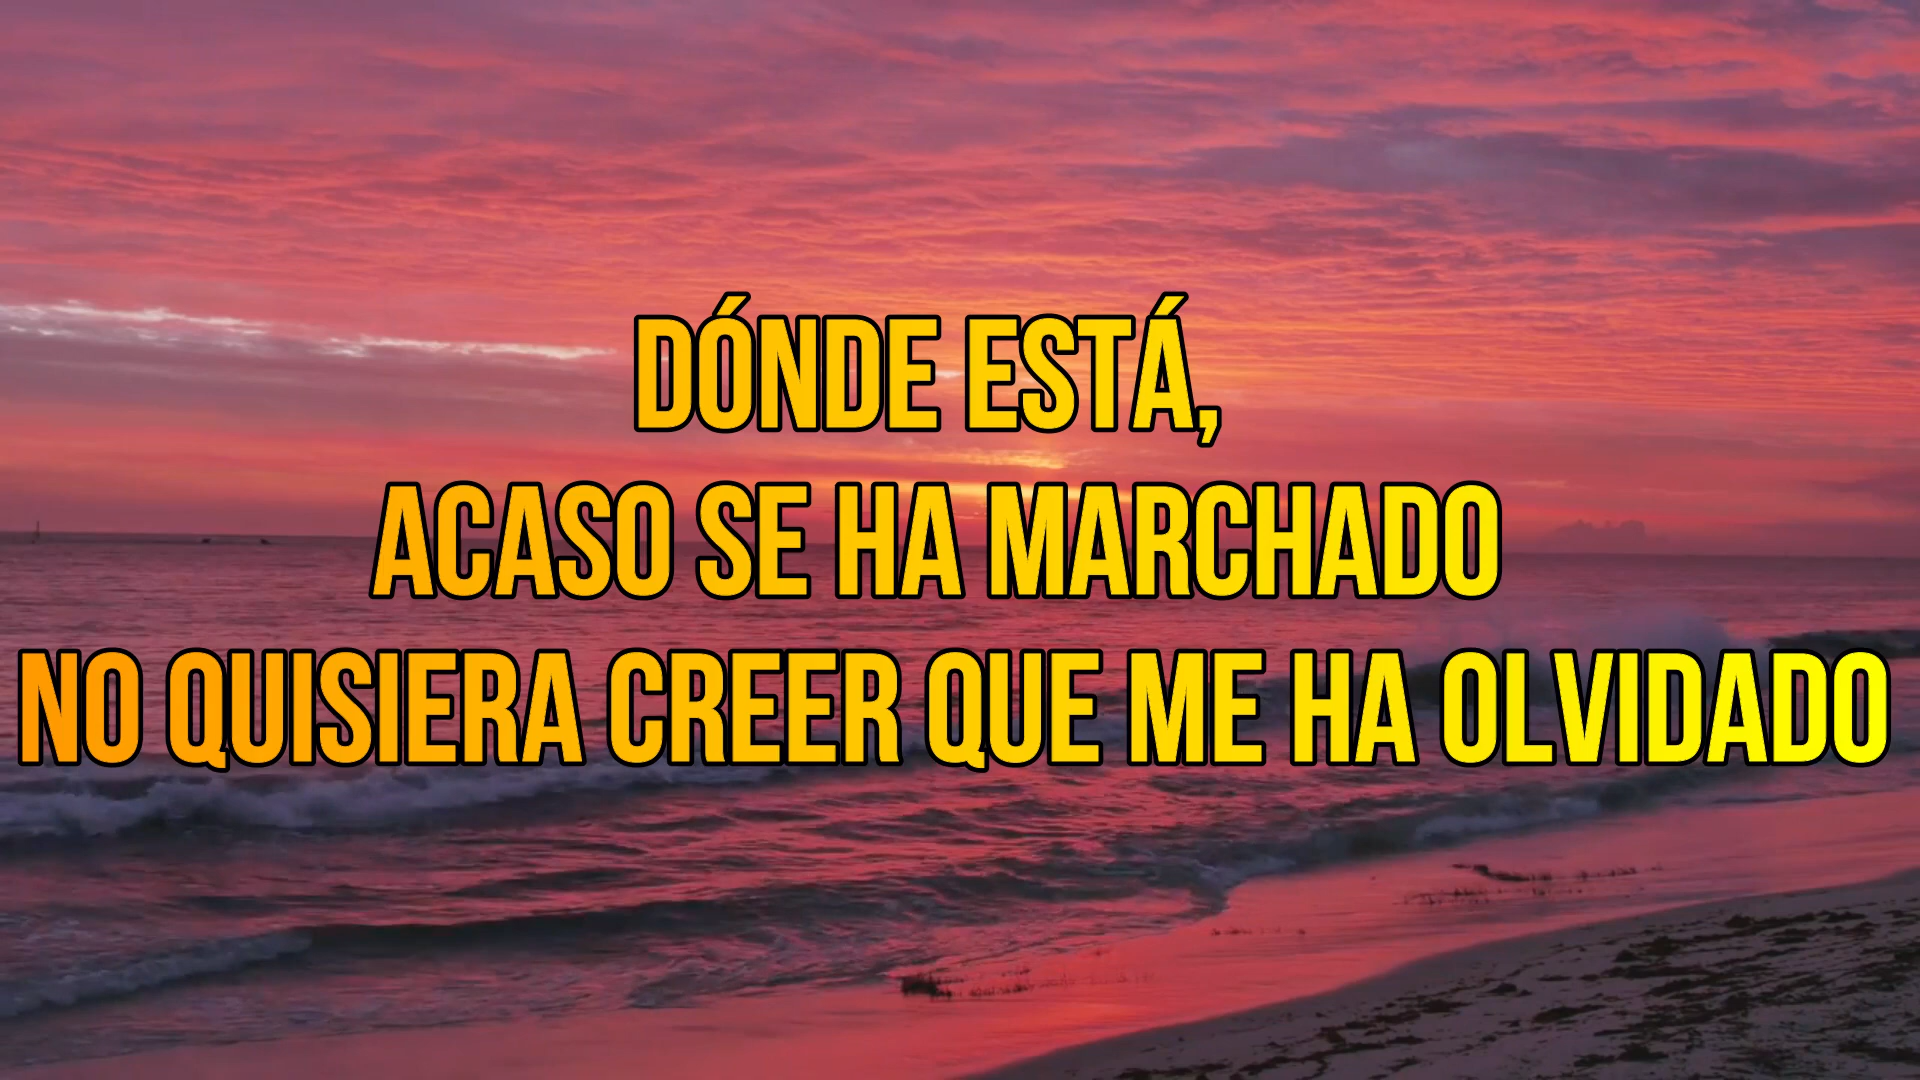 DÓNDE ESTÁ,
ACASO SE HA MARCHADO
NO QUISIERA CREER QUE ME HA OLVIDADO